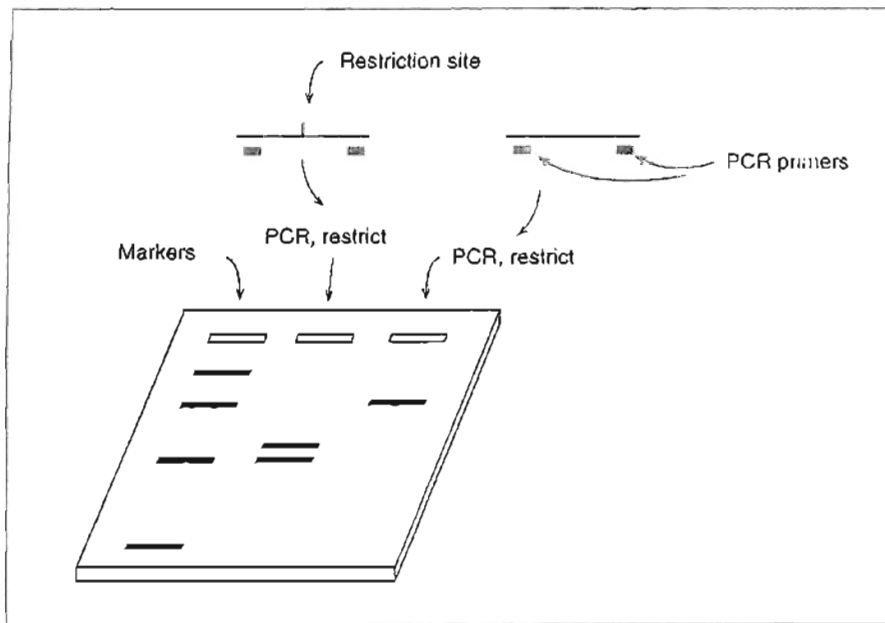 Restriction site
PCR primers
PCR, restrict
Markers
PCR, restrict